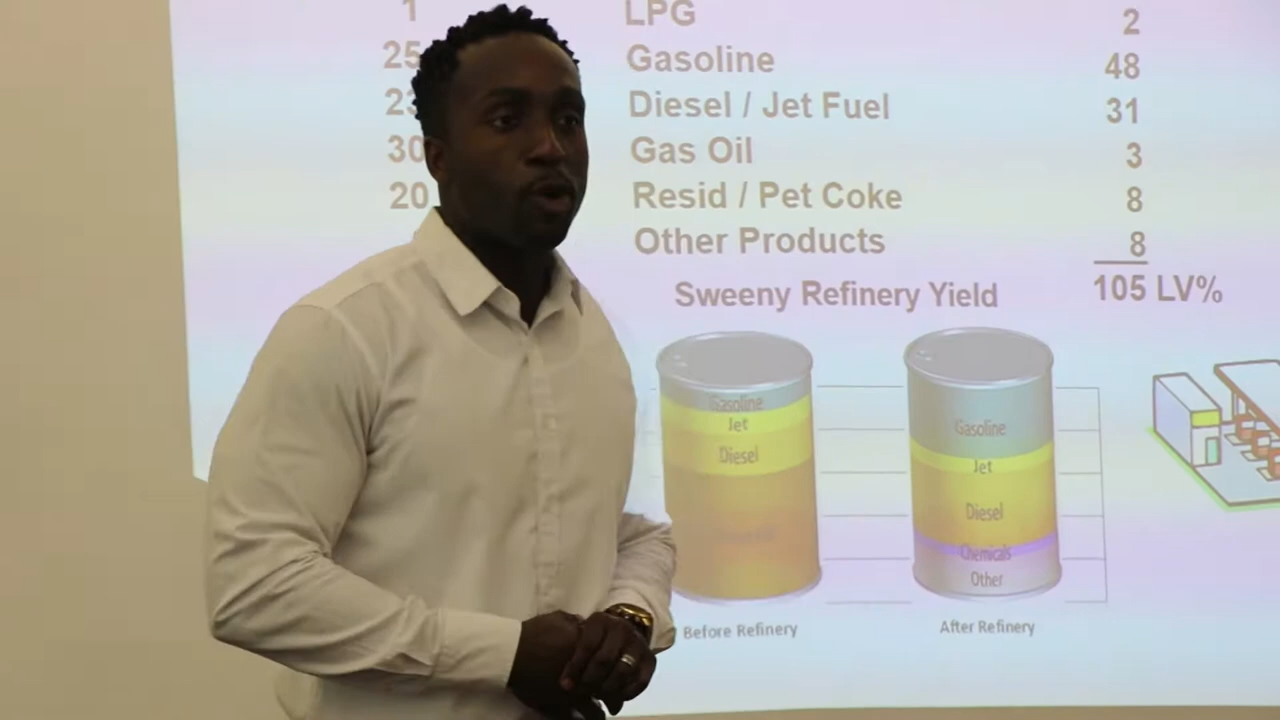 1 LPG 2
25 Gasoline 48
23 Diesel / Jet Fuel 31
30 Gas Oil 3
20 Resid / Pet Coke 8
Other Products 8
Sweeny Refinery Yield 105 LV%
Gasoline
Jet
Diesel
Gasoline
Jet
Diesel
Chemicals
Other
Before Refinery After Refinery